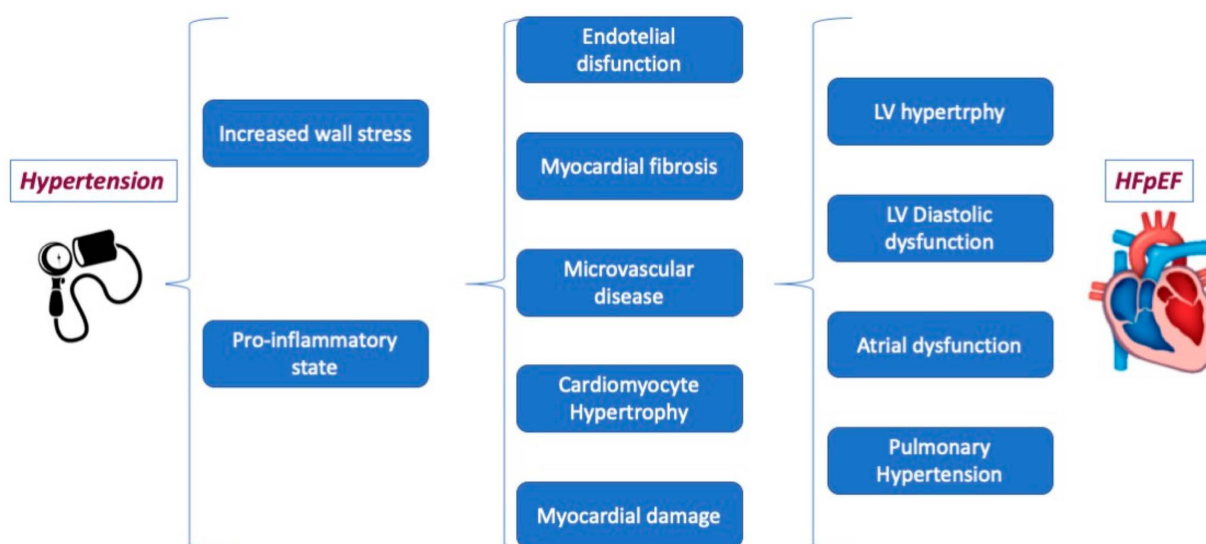 Hypertension
Increased wall stress
Pro-inflammatory
state
Endotelial
disfunction
Myocardial fibrosis
Microvascular
disease
Cardiomyocyte
Hypertrophy
Myocardial damage
LV hypertrphy
LV Diastolic
dysfunction
Atrial dysfunction
Pulmonary
Hypertension
HFpEF